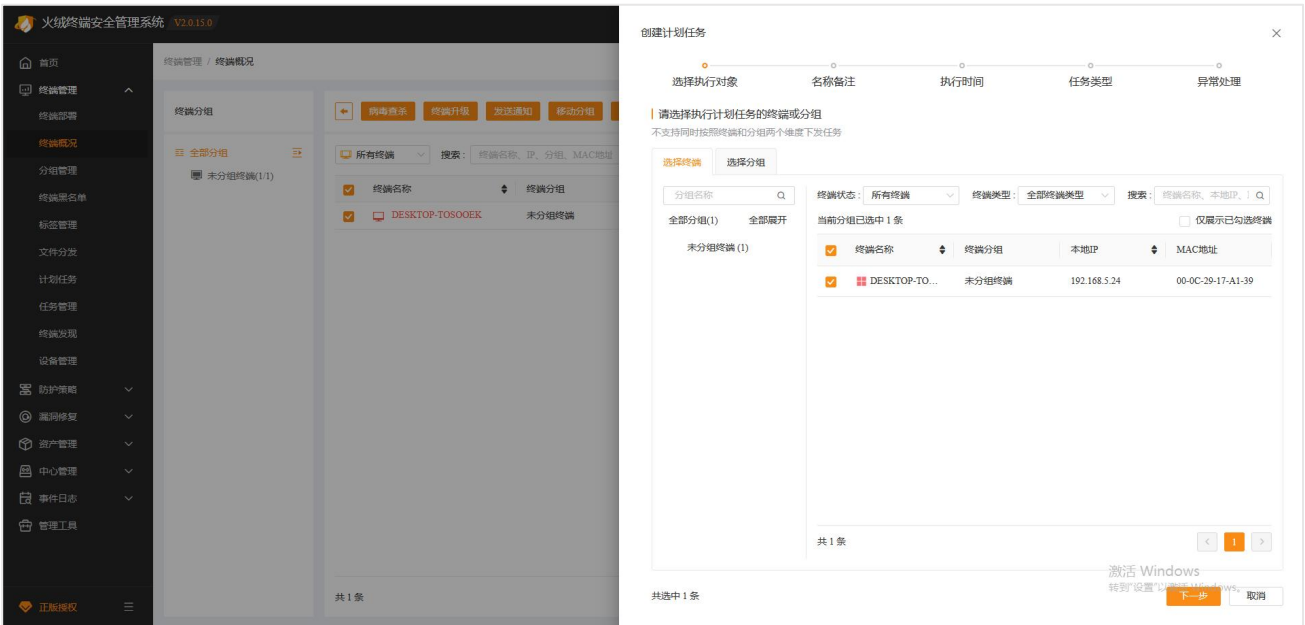 火绒终端安全管理系统 V2.0.15.0
首页
终端管理
终端部署
终端概况
分组管理
终端黑名单
标签管理
文件分发
计划任务
任务管理
终端发现
设备管理
防护策略
漏洞修复
资产管理
中心管理
事件日志
管理工具
正版授权
终端管理 / 终端概况
终端分组
全部分组
未分组终端(1/1)
病毒查杀 终端升级 发送通知 移动分组
所有终端 搜索: 终端名称、IP、分组、MAC地址
终端名称 终端分组
DESKTOP-TOSOOEK 未分组终端
共 1 条
创建计划任务
选择执行对象 名称备注 执行时间 任务类型 异常处理
请选择执行计划任务的终端或分组
不支持同时按照终端和分组两个维度下发任务
选择终端 选择分组
分组名称
全部分组(1) 全部展开
未分组终端 (1)
终端状态: 所有终端 终端类型: 全部终端类型 搜索: 终端名称、本地IP、
当前分组已选中 1 条 仅展示已勾选终端
终端名称 终端分组 本地IP MAC地址
DESKTOP-TO... 未分组终端 192.168.5.24 00-0C-29-17-A1-39
共 1 条 1
激活 Windows
转到"设置"以激活 Windows。
共选中 1 条 下一步 取消